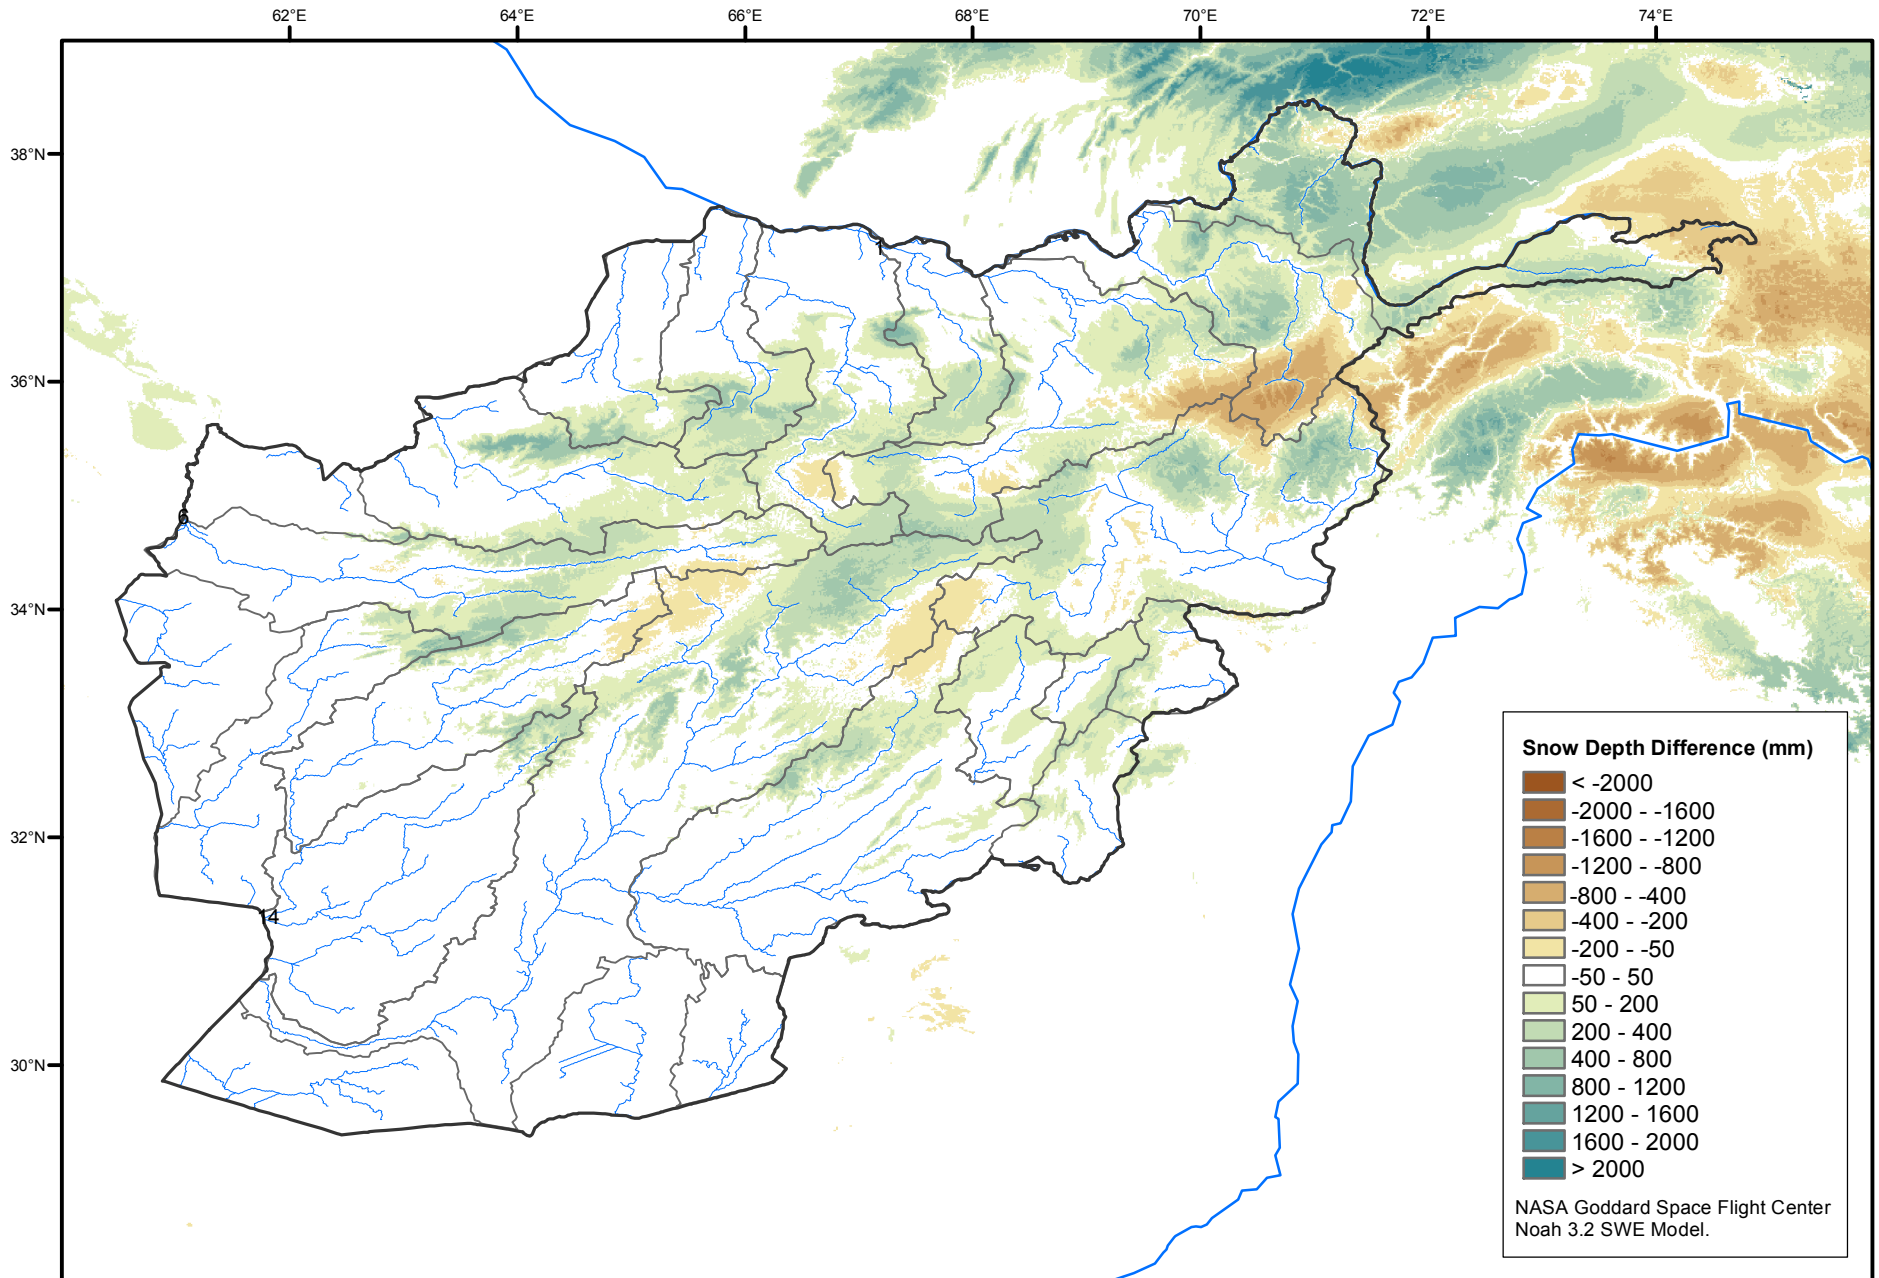 62°E 64°E 66°E 68°E 70°E 72°E 74°E
38°N
1
36°N
6
34°N
32°N
14
30°N
Snow Depth Difference (mm)
< -2000
-2000 - -1600
-1600 - -1200
-1200 - -800
-800 - -400
-400 - -200
-200 - -50
-50 - 50
50 - 200
200 - 400
400 - 800
800 - 1200
1200 - 1600
1600 - 2000
> 2000
NASA Goddard Space Flight Center
Noah 3.2 SWE Model.